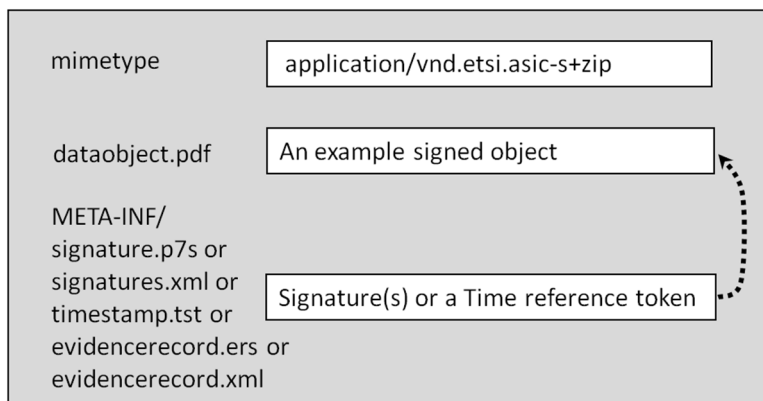 mimetype
application/vnd.etsi.asic-s+zip
dataobject.pdf
An example signed object
META-INF/
signature.p7s or
signatures.xml or
timestamp.tst or
evidencerecord.ers or
evidencerecord.xml
Signature(s) or a Time reference token